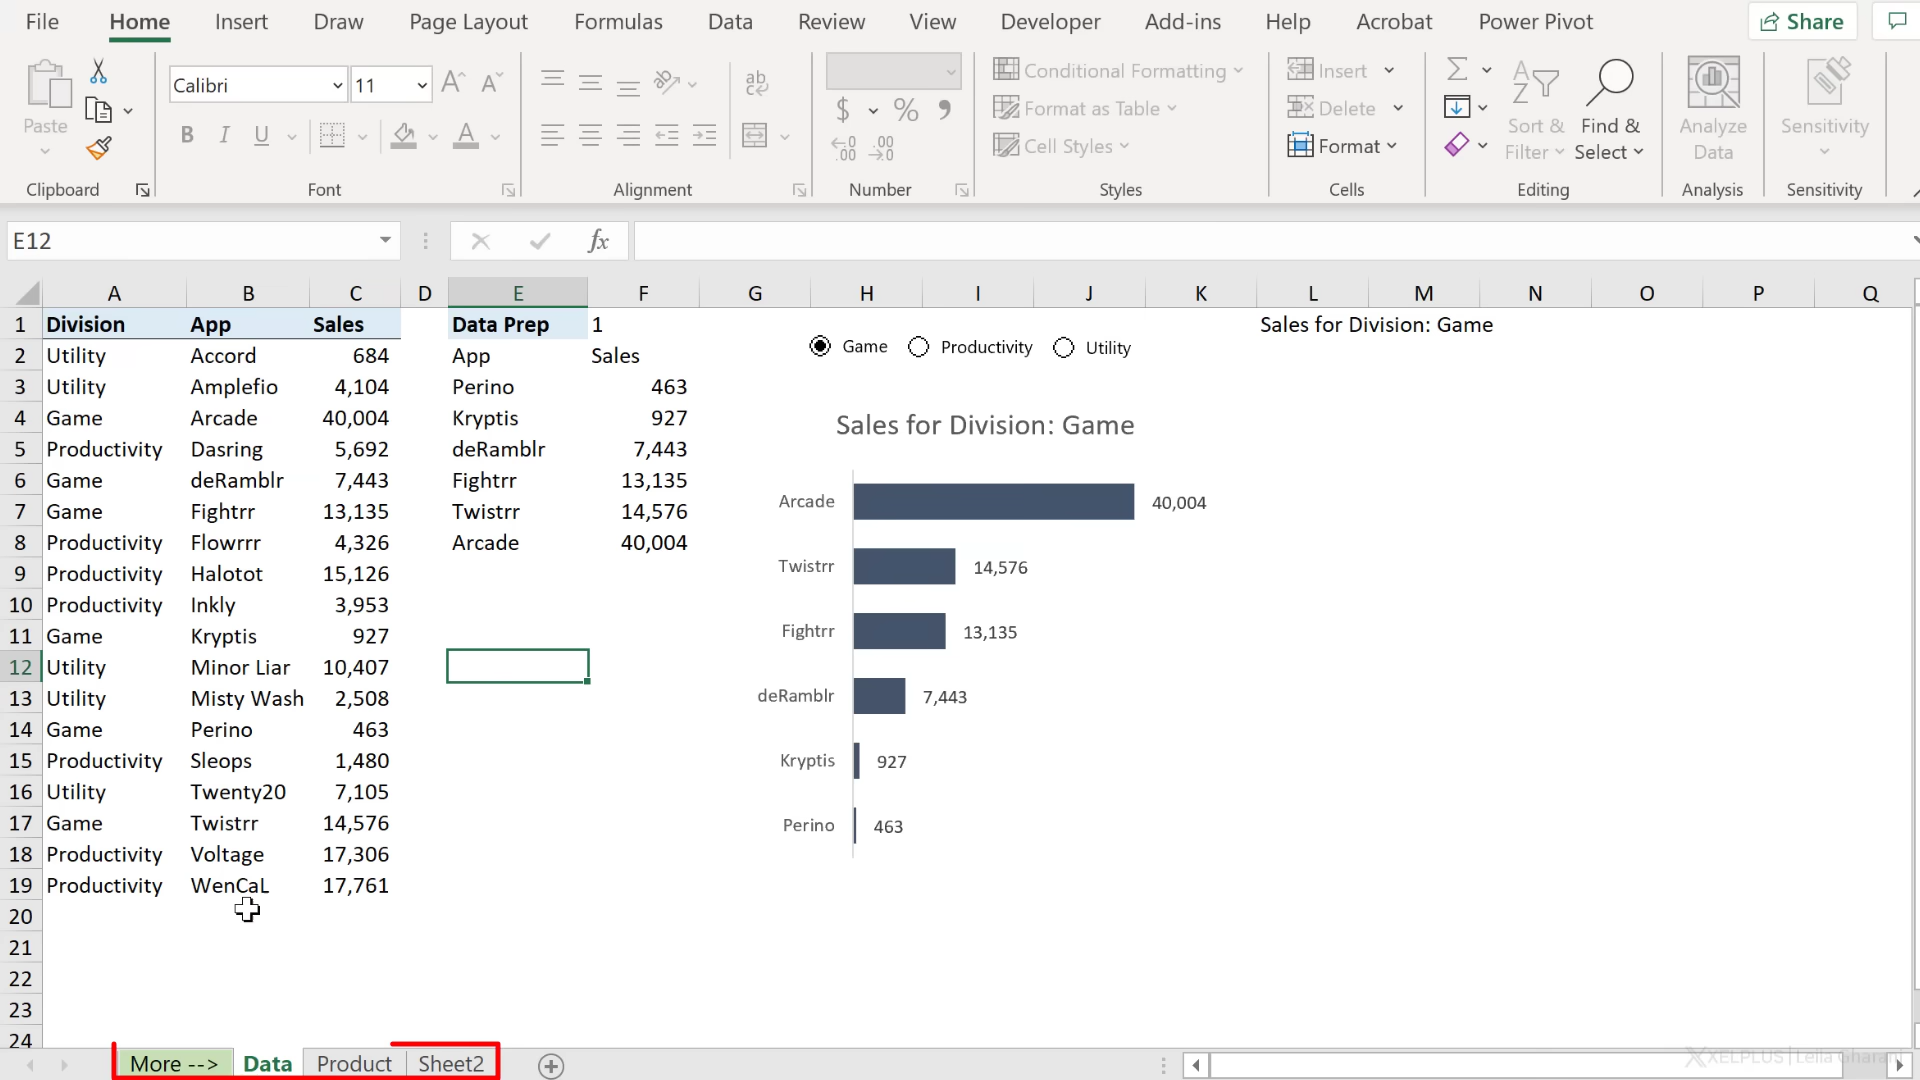 File Home Insert Draw Page Layout Formulas Data Review View Developer Add-ins Help Acrobat Power Pivot Share
Calibri 11 ab Conditional Formatting Insert Σ
Paste $ % Format as Table Delete Sort & Filter Find & Select Analyze Data Sensitivity
B I U A Cell Styles Format
Clipboard Font Alignment Number Styles Cells Editing Analysis Sensitivity
E12 fx
A B C D E F G H I J K L M N O P Q
1 Division App Sales Data Prep 1 Sales for Division: Game
2 Utility Accord 684 App Sales
Game Productivity Utility
3 Utility Amplefio 4,104 Perino 463
4 Game Arcade 40,004 Kryptis 927
5 Productivity Dasring 5,692 deRamblr 7,443
6 Game deRamblr 7,443 Fightrr 13,135
7 Game Fightrr 13,135 Twistrr 14,576
8 Productivity Flowrrr 4,326 Arcade 40,004
9 Productivity Halotot 15,126
10 Productivity Inkly 3,953
11 Game Kryptis 927
12 Utility Minor Liar 10,407
13 Utility Misty Wash 2,508
14 Game Perino 463
15 Productivity Sleops 1,480
16 Utility Twenty20 7,105
17 Game Twistrr 14,576
18 Productivity Voltage 17,306
19 Productivity WenCaL 17,761
20
21
22
23
24
Sales for Division: Game
Arcade 40,004
Twistrr 14,576
Fightrr 13,135
deRamblr 7,443
Kryptis 927
Perino 463
More --> Data Product Sheet2
XELPLUS | Leila Gharani